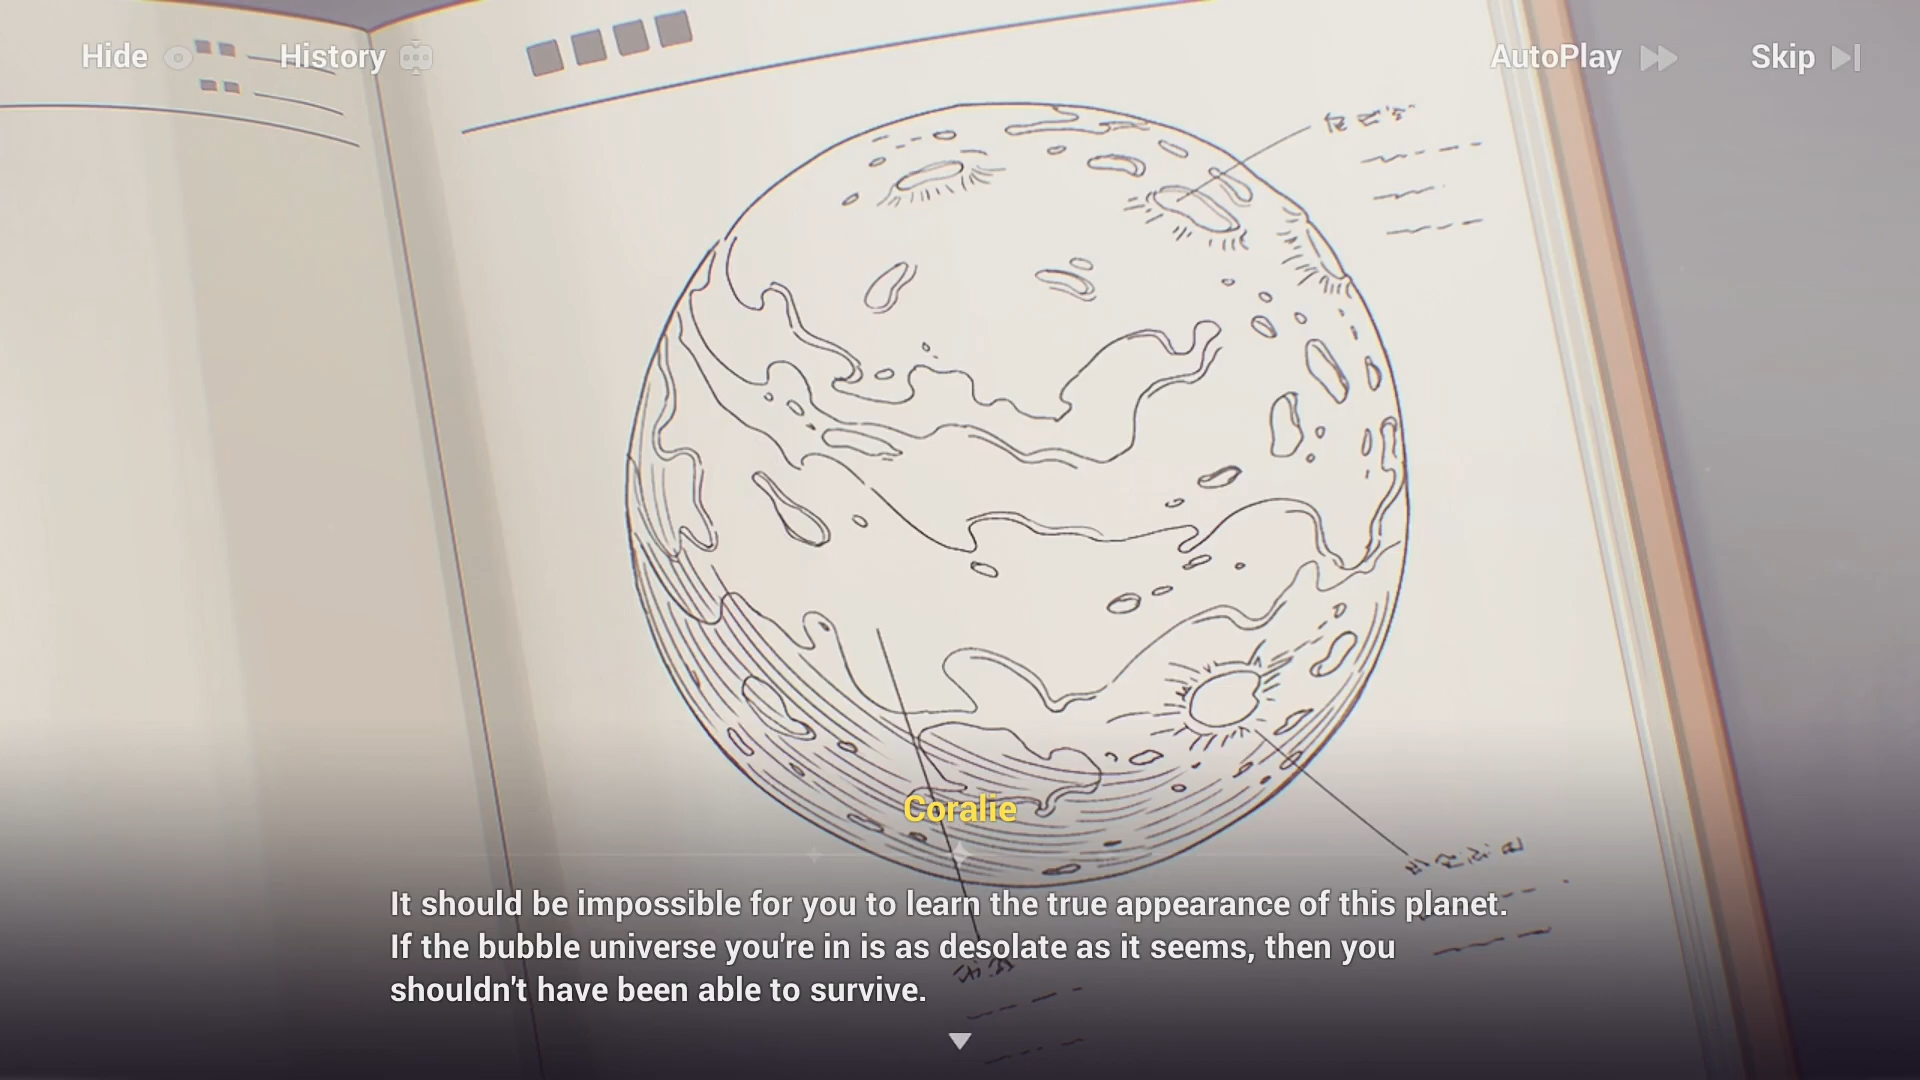 Hide
History
AutoPlay
Skip
Coralie
It should be impossible for you to learn the true appearance of this planet.
If the bubble universe you're in is as desolate as it seems, then you
shouldn't have been able to survive.